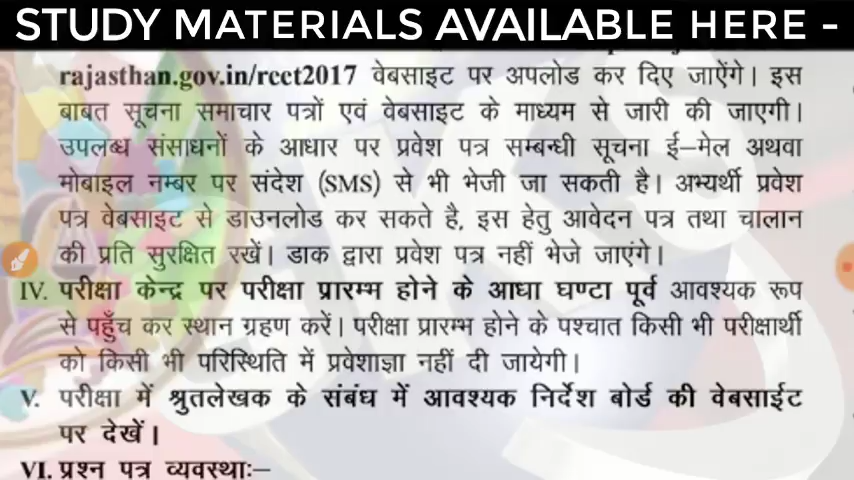 STUDY MATERIALS AVAILABLE HERE -
rajasthan.gov.in/rcct2017 वेबसाइट पर अपलोड कर दिए जाऐंगे। इस
बाबत सूचना समाचार पत्रों एवं वेबसाइट के माध्यम से जारी की जाएगी।
उपलब्ध संसाधनों के आधार पर प्रवेश पत्र सम्बन्धी सूचना ई–मेल अथवा
मोबाइल नम्बर पर संदेश (SMS) से भी भेजी जा सकती है। अभ्यर्थी प्रवेश
पत्र वेबसाइट से डाउनलोड कर सकते है, इस हेतु आवेदन पत्र तथा चालान
की प्रति सुरक्षित रखें। डाक द्वारा प्रवेश पत्र नहीं भेजे जाएंगे।
IV. परीक्षा केन्द्र पर परीक्षा प्रारम्भ होने के आधा घण्टा पूर्व आवश्यक रूप
से पहुँच कर स्थान ग्रहण करें। परीक्षा प्रारम्भ होने के पश्चात किसी भी परीक्षार्थी
को किसी भी परिस्थिति में प्रवेशाज्ञा नहीं दी जायेगी।
V. परीक्षा में श्रुतलेखक के संबंध में आवश्यक निर्देश बोर्ड की वेबसाईट
पर देखें।
VI. प्रश्न पत्र व्यवस्थाः–